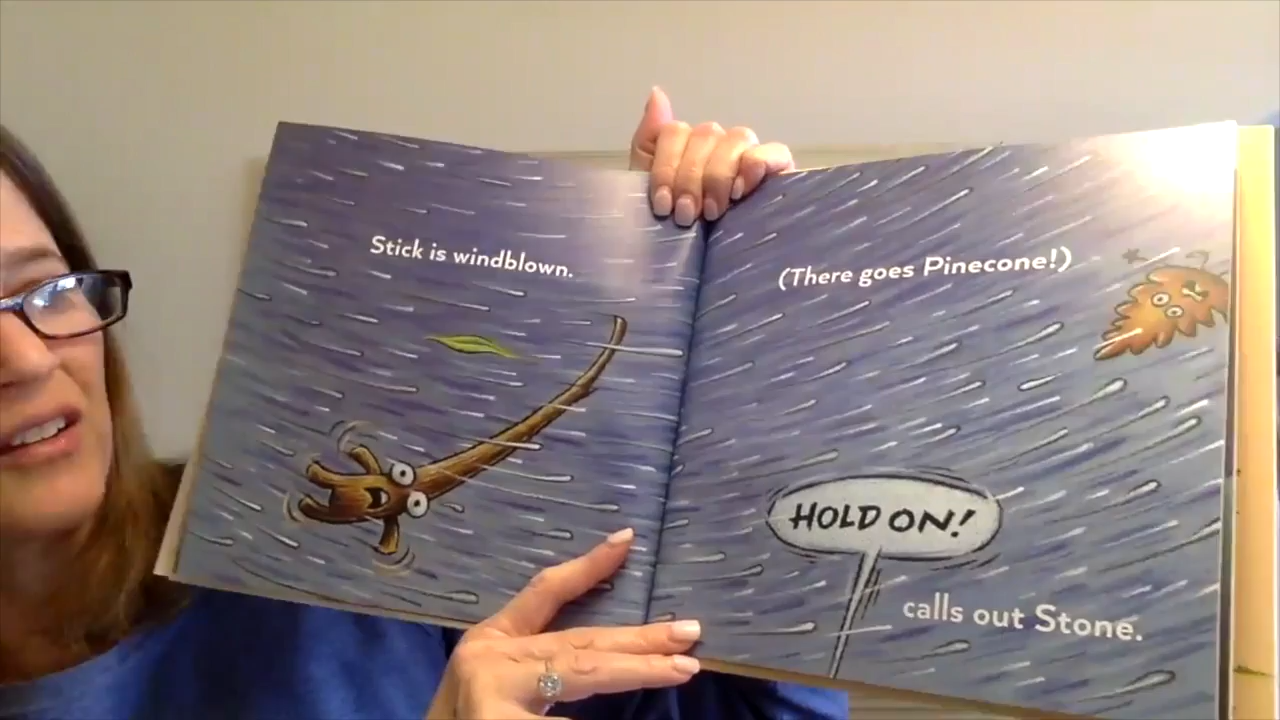 Stick is windblown.
(There goes Pinecone!)
HOLD ON!
calls out Stone.